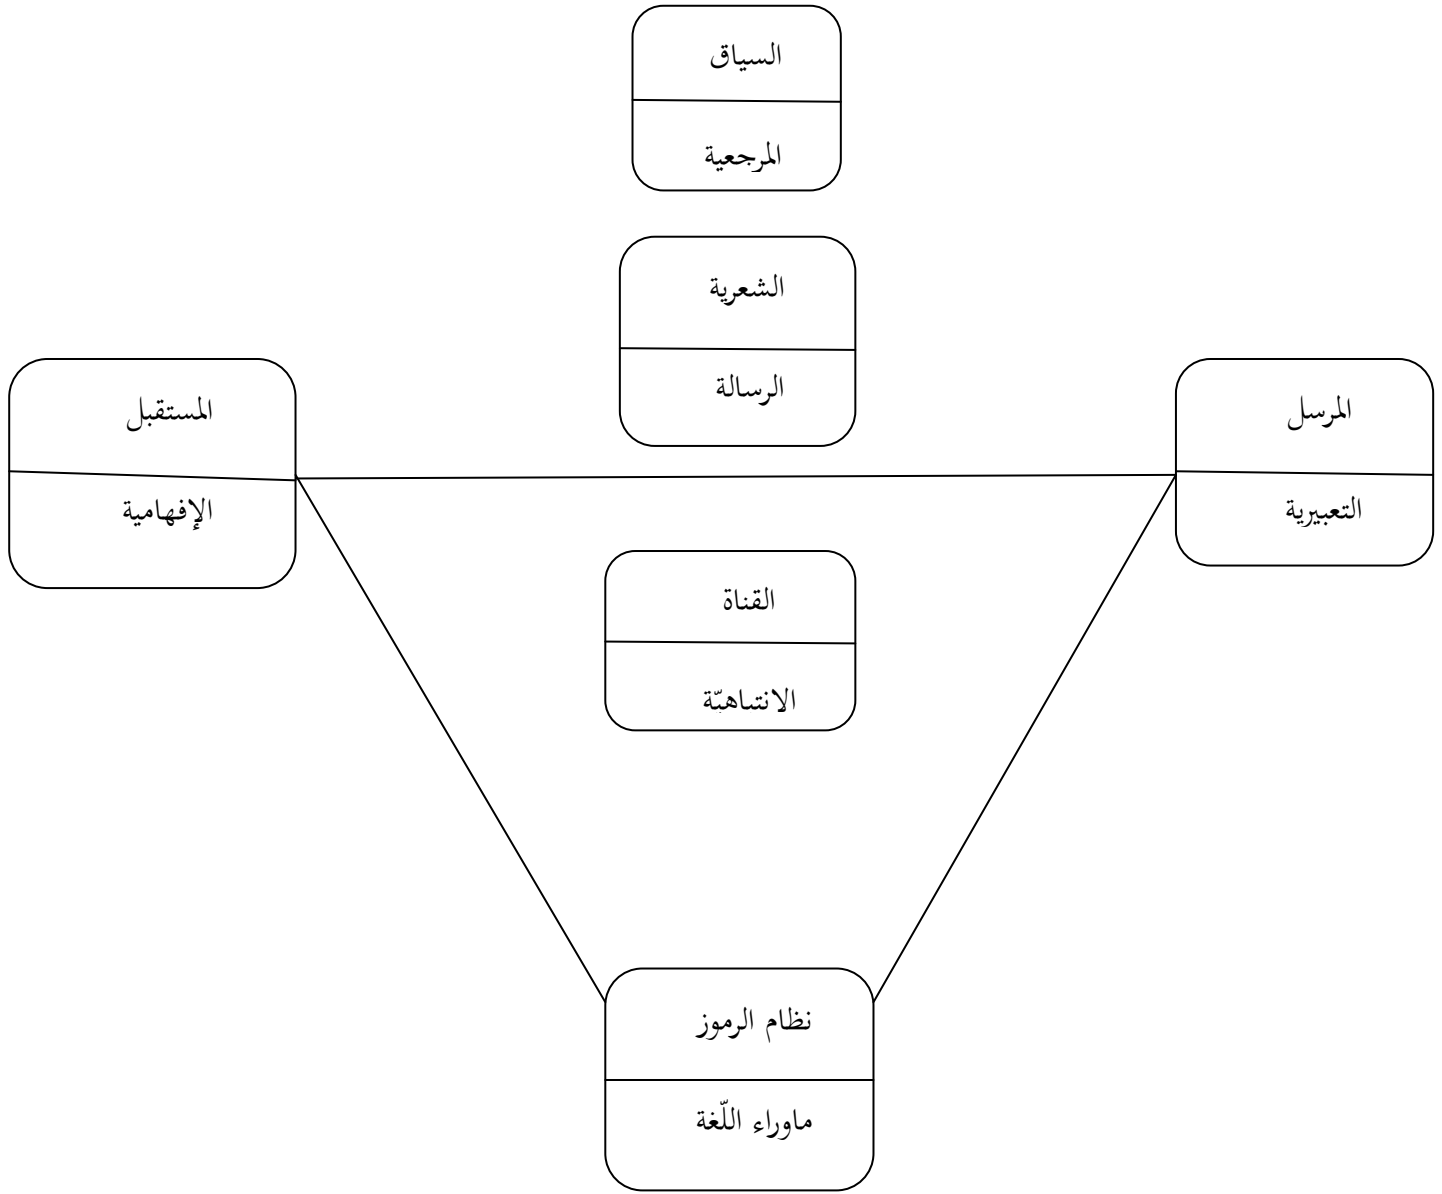 السياق
المرجعية
الشعرية
الرسالة
المرسل
التعبيرية
المستقبل
الإفهامية
القناة
الانتباهيّة
نظام الرموز
ماوراء اللّغة